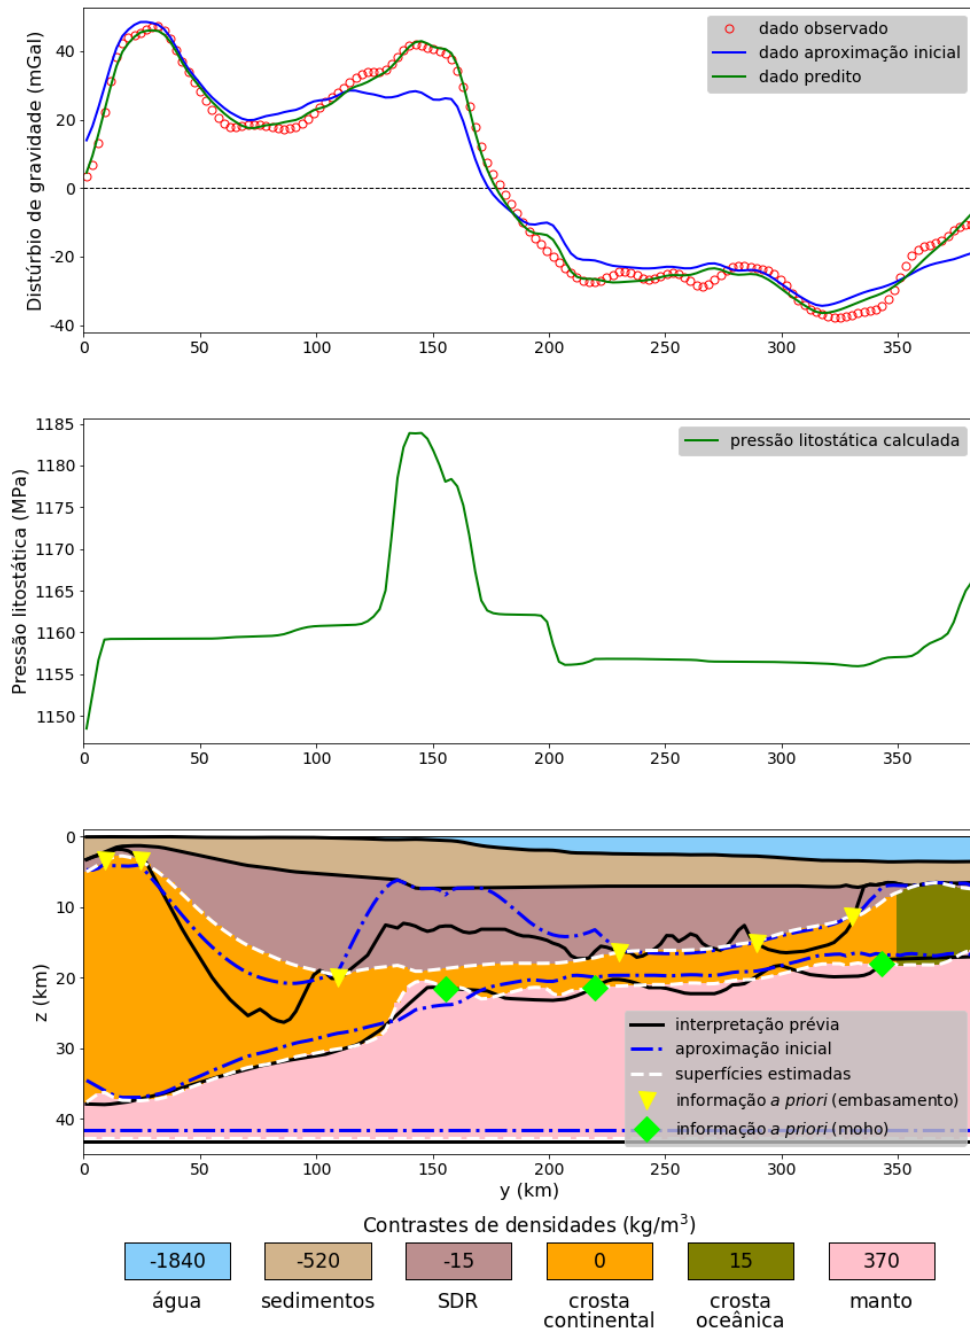 40
20
0
-20
-40
Distúrbio de gravidade (mGal)
dado observado
dado aproximação inicial
dado predito
0 50 100 150 200 250 300 350
1185
1180
1175
1170
1165
1160
1155
1150
Pressão litostática (MPa)
pressão litostática calculada
0 50 100 150 200 250 300 350
0
10
20
30
40
z (km)
interpretação prévia
aproximação inicial
superfícies estimadas
informação a priori (embasamento)
informação a priori (moho)
0 50 100 150 200 250 300 350
y (km)
Contrastes de densidades (kg/m³)
-1840 -520 -15 0 15 370
água sedimentos SDR crosta crosta manto
continental oceânica